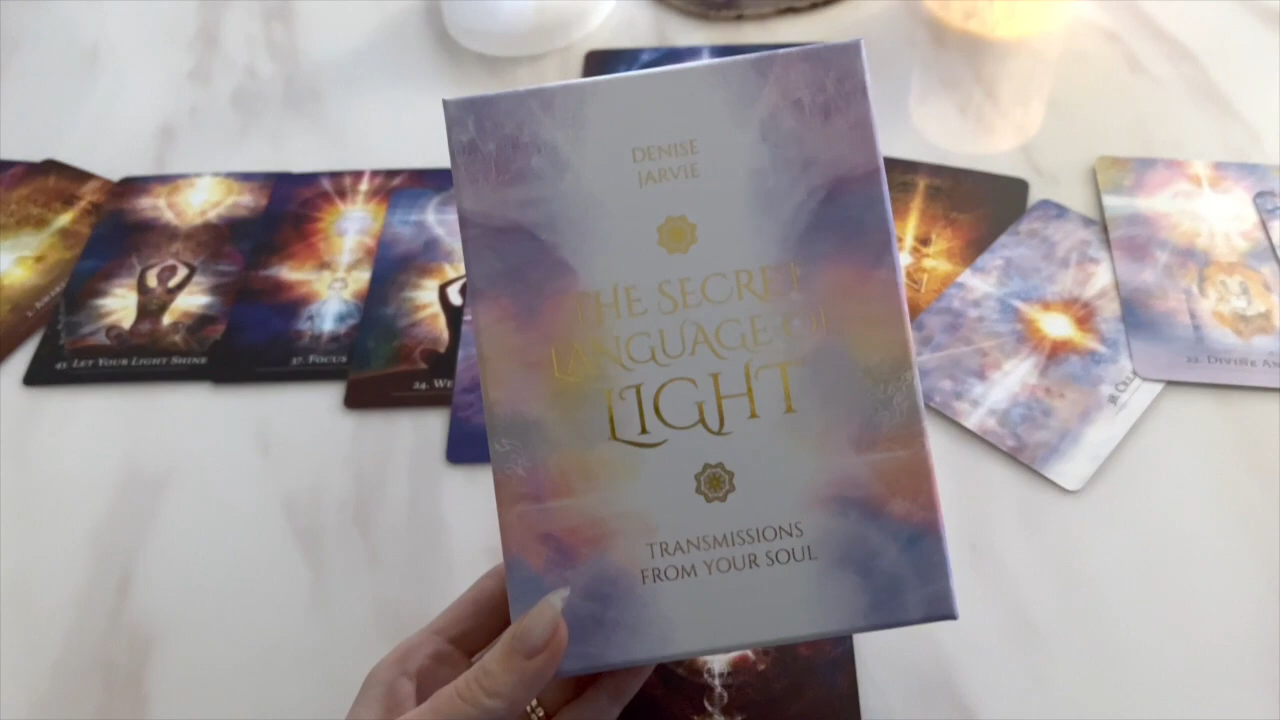 DENISE
JARVIE
THE SECRET
LANGUAGE OF
LIGHT
TRANSMISSIONS
FROM YOUR SOUL
45 LET YOUR LIGHT SHINE
37. FOCUS
24. WE
22. DIVINE AN